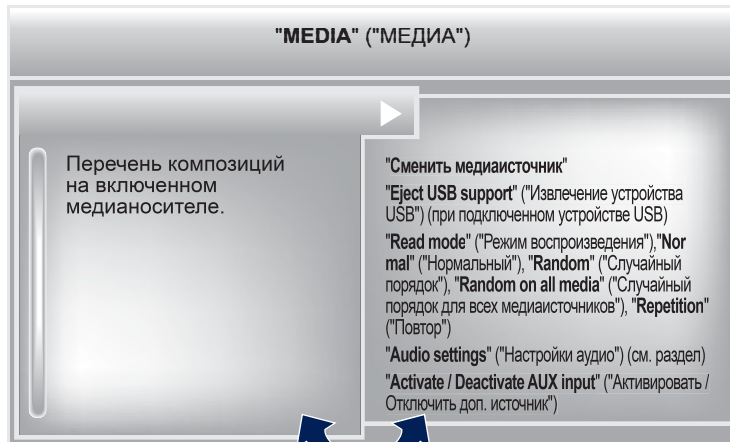 "MEDIA" ("МЕДИА")
Перечень композиций
на включенном
медианосителе.
"Сменить медиаисточник"
"Eject USB support" ("Извлечение устройства
USB") (при подключенном устройстве USB)
"Read mode" ("Режим воспроизведения"),"Nor
mal" ("Нормальный"), "Random" ("Случайный
порядок"), "Random on all media" ("Случайный
порядок для всех медиаисточников"), "Repetition"
("Повтор")
"Audio settings" ("Настройки аудио") (см. раздел)
"Activate / Deactivate AUX input" ("Активировать /
Отключить доп. источник")